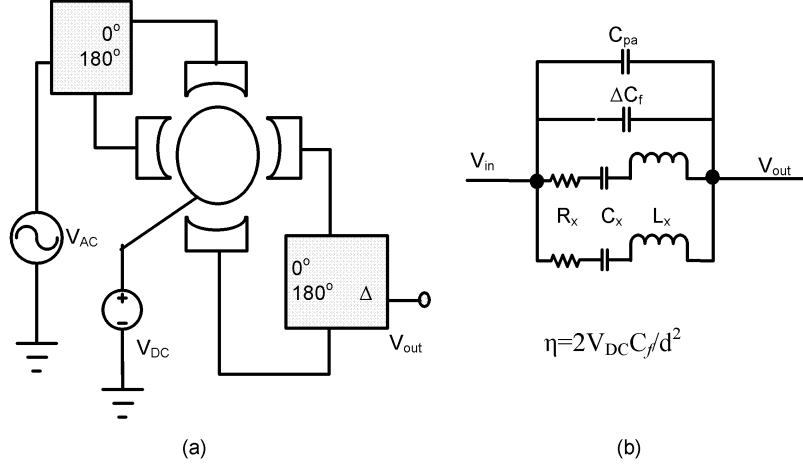 0°
180°
V_AC
V_DC
0°
180° Δ
V_out
(a)
C_pa
ΔC_f
V_in
V_out
R_x C_x L_x
η=2V_DC C_f/d²
(b)